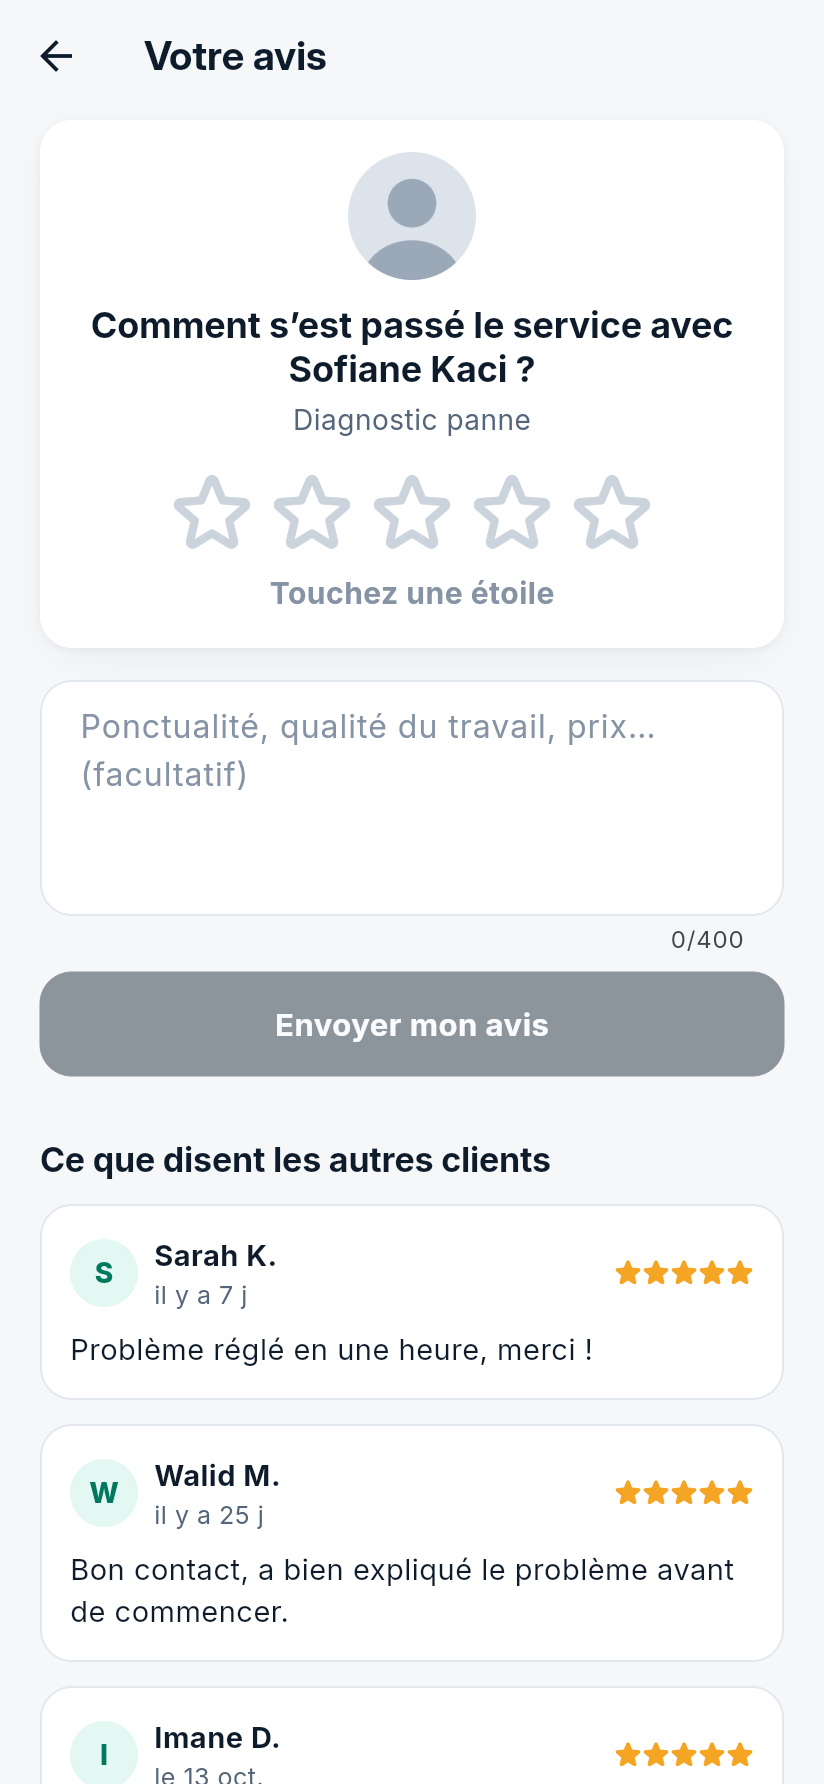 Votre avis
Comment s’est passé le service avec
Sofiane Kaci ?
Diagnostic panne
Touchez une étoile
Ponctualité, qualité du travail, prix…
(facultatif)
0/400
Envoyer mon avis
Ce que disent les autres clients
S
Sarah K.
il y a 7 j
Problème réglé en une heure, merci !
W
Walid M.
il y a 25 j
Bon contact, a bien expliqué le problème avant
de commencer.
I
Imane D.
le 13 oct.